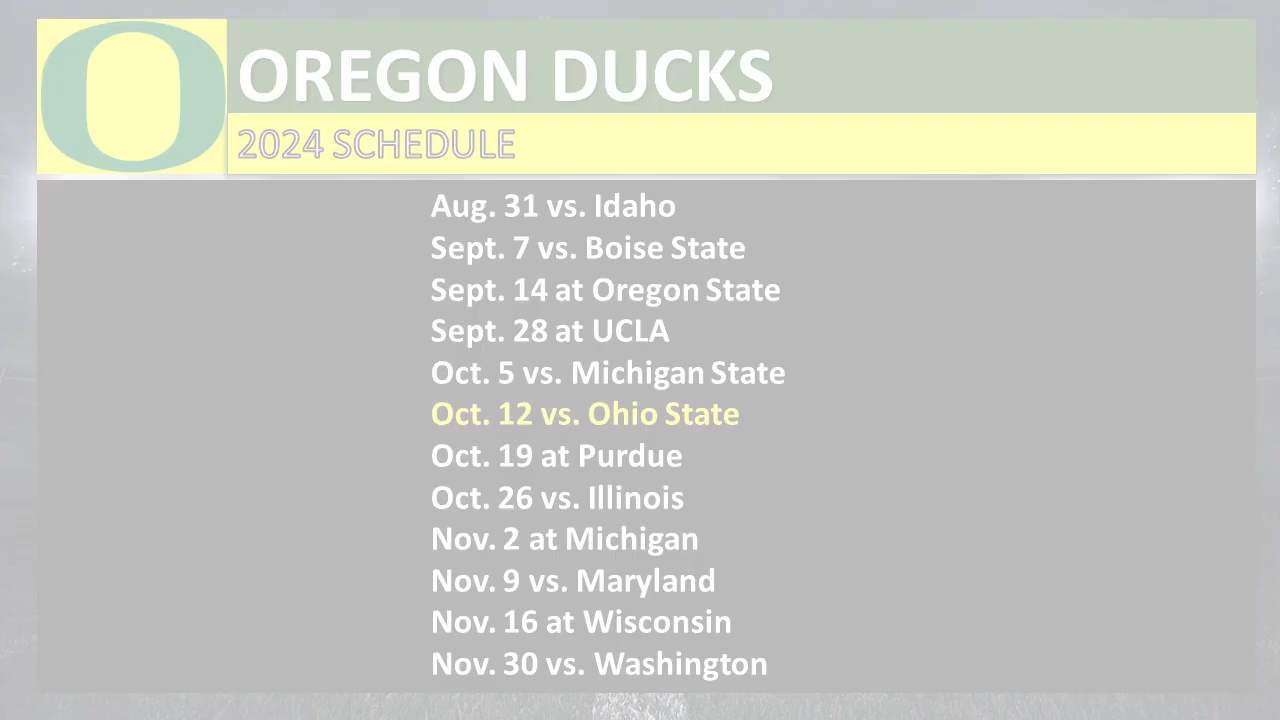 O
OREGON DUCKS
2024 SCHEDULE
Aug. 31 vs. Idaho
Sept. 7 vs. Boise State
Sept. 14 at Oregon State
Sept. 28 at UCLA
Oct. 5 vs. Michigan State
Oct. 12 vs. Ohio State
Oct. 19 at Purdue
Oct. 26 vs. Illinois
Nov. 2 at Michigan
Nov. 9 vs. Maryland
Nov. 16 at Wisconsin
Nov. 30 vs. Washington